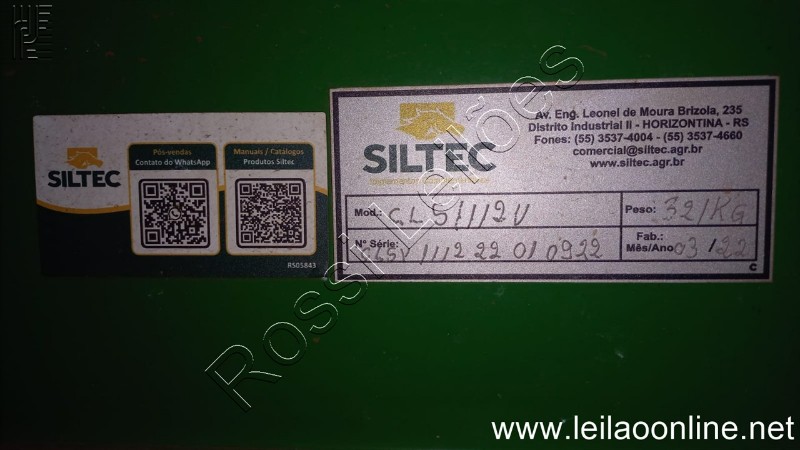 SILTEC
Pós-vendas
Contato do WhatsApp
Manuais / Catálogos
Produtos Siltec
RS05843
SILTEC
Av. Eng. Leonel de Moura Brizola, 235
Distrito Industrial II - HORIZONTINA - RS
Fones: (55) 3537-4004 - (55) 3537-4660
comercial@siltec.agr.br
www.siltec.agr.br
Mod.:
Peso: 321KG
Nº Série:
Fab.:
Mês/Ano 03/22
C
Rossi Leilões
www.leilaoonline.net